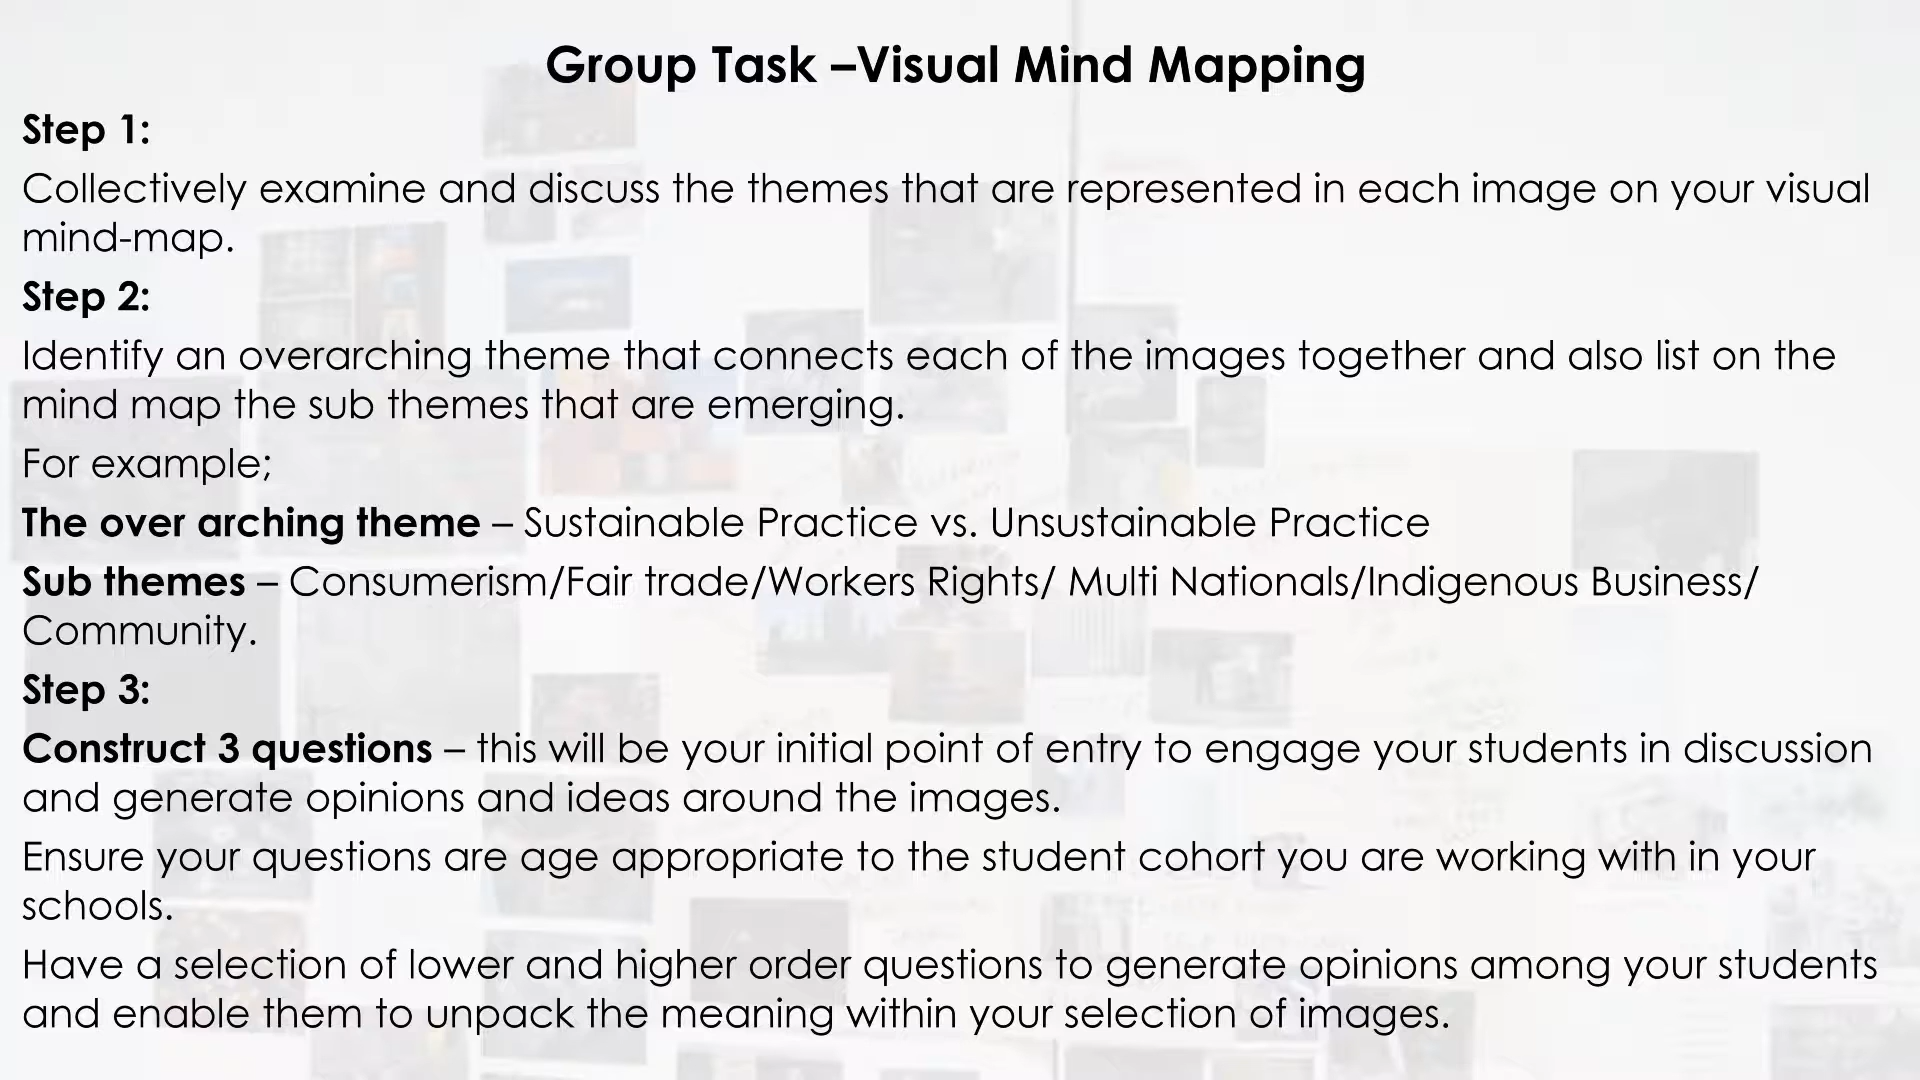 Group Task –Visual Mind Mapping
Step 1:
Collectively examine and discuss the themes that are represented in each image on your visual
mind-map.
Step 2:
Identify an overarching theme that connects each of the images together and also list on the
mind map the sub themes that are emerging.
For example;
The over arching theme – Sustainable Practice vs. Unsustainable Practice
Sub themes – Consumerism/Fair trade/Workers Rights/ Multi Nationals/Indigenous Business/
Community.
Step 3:
Construct 3 questions – this will be your initial point of entry to engage your students in discussion
and generate opinions and ideas around the images.
Ensure your questions are age appropriate to the student cohort you are working with in your
schools.
Have a selection of lower and higher order questions to generate opinions among your students
and enable them to unpack the meaning within your selection of images.